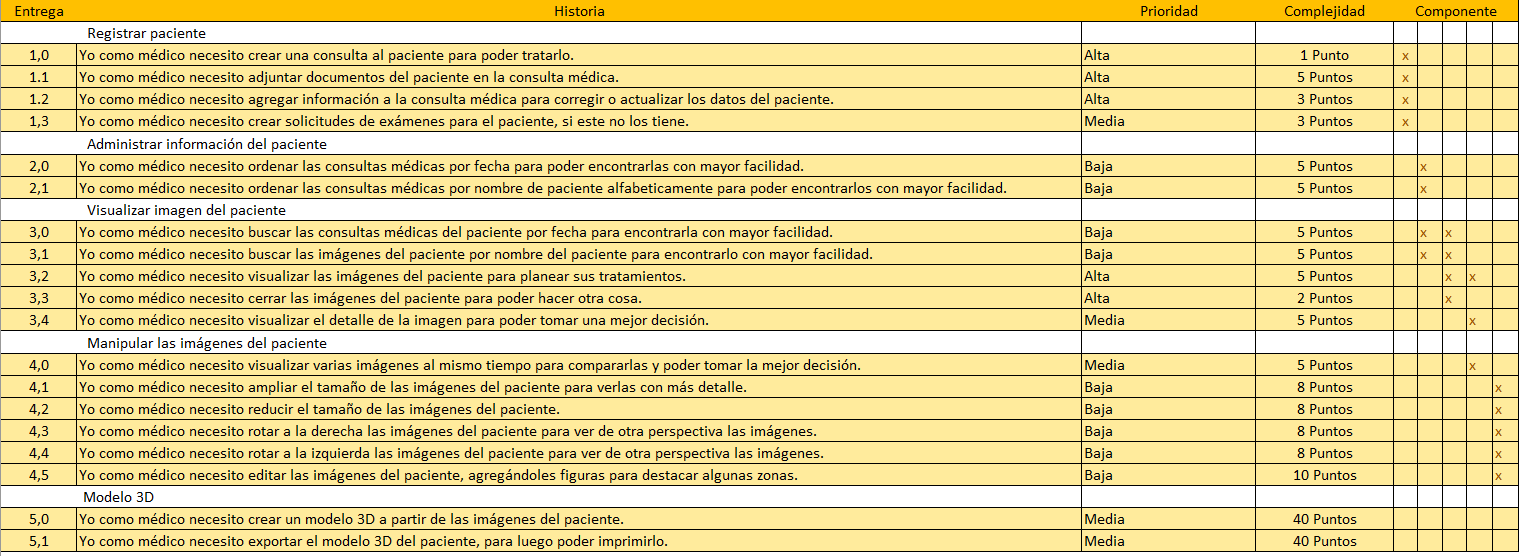 Entrega Historia Prioridad Complejidad Componente
Registrar paciente
1,0 Yo como médico necesito crear una consulta al paciente para poder tratarlo. Alta 1 Punto x
1.1 Yo como médico necesito adjuntar documentos del paciente en la consulta médica. Alta 5 Puntos x
1.2 Yo como médico necesito agregar información a la consulta médica para corregir o actualizar los datos del paciente. Alta 3 Puntos x
1,3 Yo como médico necesito crear solicitudes de exámenes para el paciente, si este no los tiene. Media 3 Puntos x
Administrar información del paciente
2,0 Yo como médico necesito ordenar las consultas médicas por fecha para poder encontrarlas con mayor facilidad. Baja 5 Puntos x
2,1 Yo como médico necesito ordenar las consultas médicas por nombre de paciente alfabeticamente para poder encontrarlos con mayor facilidad. Baja 5 Puntos x
Visualizar imagen del paciente
3,0 Yo como médico necesito buscar las consultas médicas del paciente por fecha para encontrarla con mayor facilidad. Baja 5 Puntos x x
3,1 Yo como médico necesito buscar las imágenes del paciente por nombre del paciente para encontrarlo con mayor facilidad. Baja 5 Puntos x x
3,2 Yo como médico necesito visualizar las imágenes del paciente para planear sus tratamientos. Alta 5 Puntos x x
3,3 Yo como médico necesito cerrar las imágenes del paciente para poder hacer otra cosa. Alta 2 Puntos x
3,4 Yo como médico necesito visualizar el detalle de la imagen para poder tomar una mejor decisión. Media 5 Puntos x
Manipular las imágenes del paciente
4,0 Yo como médico necesito visualizar varias imágenes al mismo tiempo para compararlas y poder tomar la mejor decisión. Media 5 Puntos x
4,1 Yo como médico necesito ampliar el tamaño de las imágenes del paciente para verlas con más detalle. Baja 8 Puntos x
4,2 Yo como médico necesito reducir el tamaño de las imágenes del paciente. Baja 8 Puntos x
4,3 Yo como médico necesito rotar a la derecha las imágenes del paciente para ver de otra perspectiva las imágenes. Baja 8 Puntos x
4,4 Yo como médico necesito rotar a la izquierda las imágenes del paciente para ver de otra perspectiva las imágenes. Baja 8 Puntos x
4,5 Yo como médico necesito editar las imágenes del paciente, agregándoles figuras para destacar algunas zonas. Baja 10 Puntos x
Modelo 3D
5,0 Yo como médico necesito crear un modelo 3D a partir de las imágenes del paciente. Media 40 Puntos
5,1 Yo como médico necesito exportar el modelo 3D del paciente, para luego poder imprimirlo. Media 40 Puntos